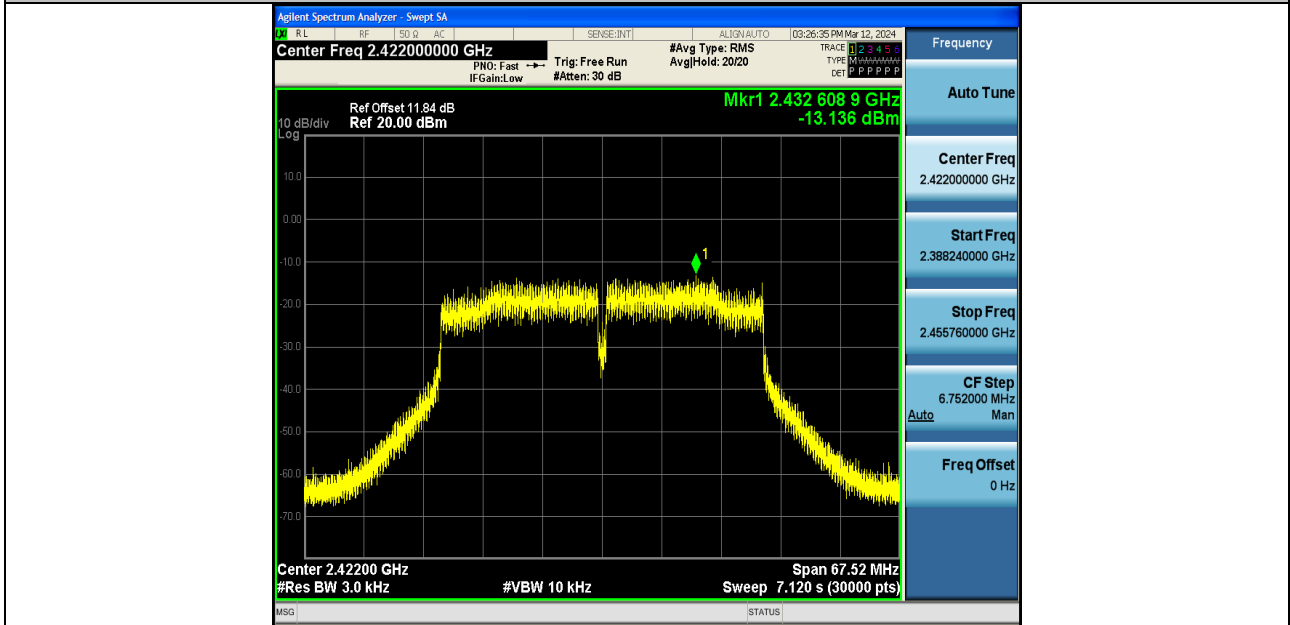 Agilent Spectrum Analyzer - Swept SA
LXI RL RF 50 Ω AC SENSE:INT ALIGN AUTO 03:26:35 PM Mar 12, 2024
Center Freq 2.422000000 GHz
PNO: Fast
IFGain:Low
Trig: Free Run
#Atten: 30 dB
#Avg Type: RMS
Avg|Hold: 20/20
TRACE 1 2 3 4 5 6
TYPE M
DET P P P P P P
Mkr1 2.432 608 9 GHz
-13.136 dBm
Ref Offset 11.84 dB
10 dB/div Ref 20.00 dBm
Log
10.0
0.00
-10.0
-20.0
-30.0
-40.0
-50.0
-60.0
-70.0
1
Center 2.42200 GHz Span 67.52 MHz
#Res BW 3.0 kHz #VBW 10 kHz Sweep 7.120 s (30000 pts)
MSG STATUS
Frequency
Auto Tune
Center Freq
2.422000000 GHz
Start Freq
2.388240000 GHz
Stop Freq
2.455760000 GHz
CF Step
6.752000 MHz
Auto Man
Freq Offset
0 Hz